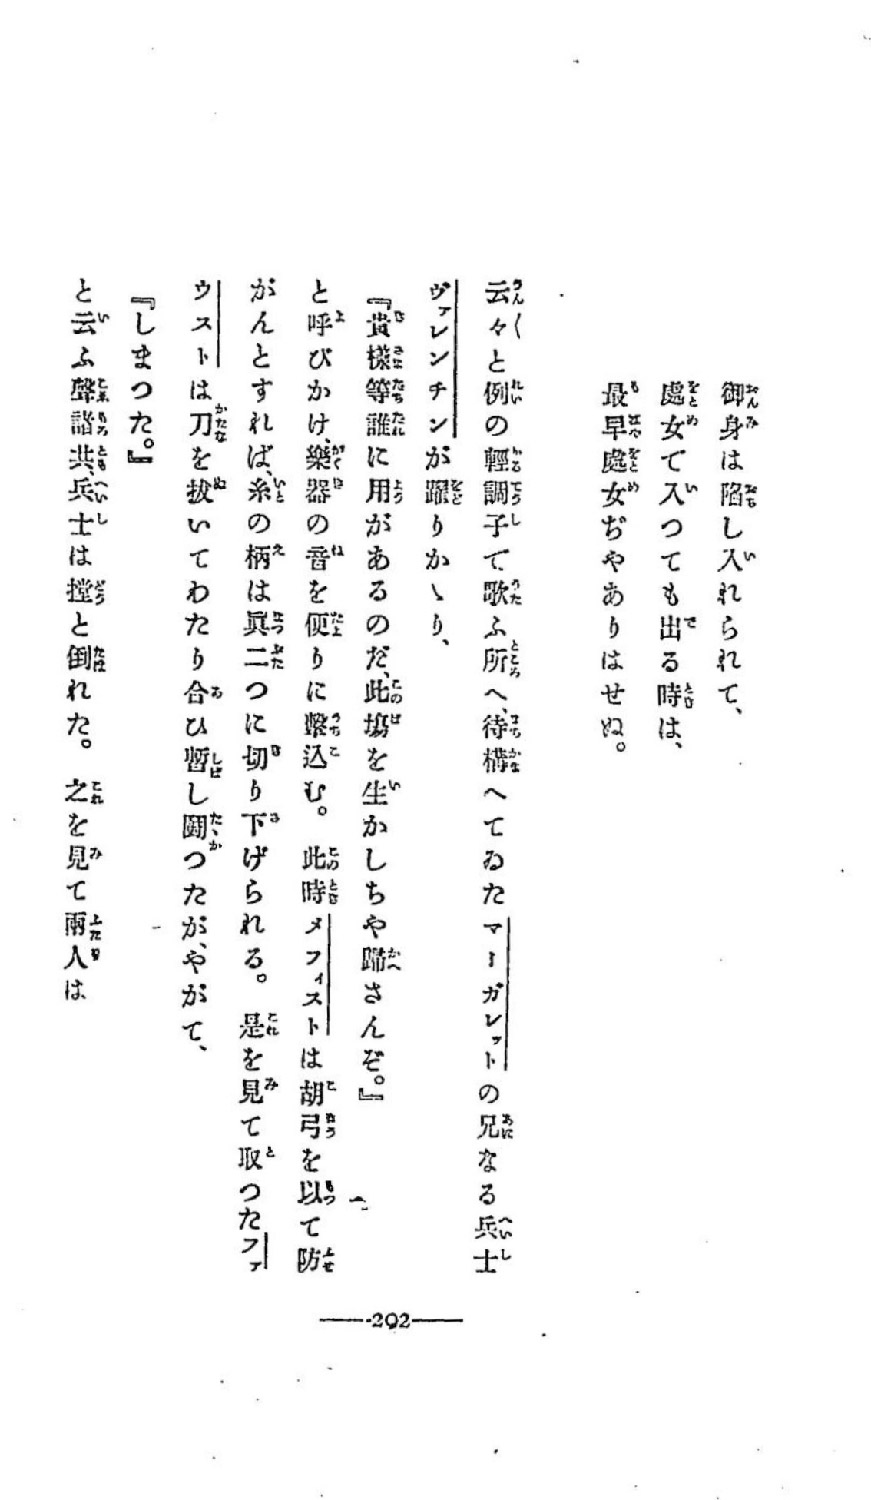 御身は陷し入れられて、
處女で入つても出る時は、
最早處女ぢやありはせぬ。
云々と例の輕調子で歌ふ所へ、待構へてゐたマーガレットの兄なる兵士
ヴァレンチンが躍りかゝり、
『貴樣等誰に用があるのだ、此塲を生かしちや歸さんぞ。』
と呼びかけ、樂器の音を便りに擊込む。此時メフィストは胡弓を以て防
がんとすれば、糸の柄は眞二つに切り下げられる。是を見て取つたファ
ウストは刀を拔いてわたり合ひ暫し鬪つたが、やがて、
『しまつた。』
と云ふ聲諸共、兵士は摚と倒れた。之を見て兩人は
202